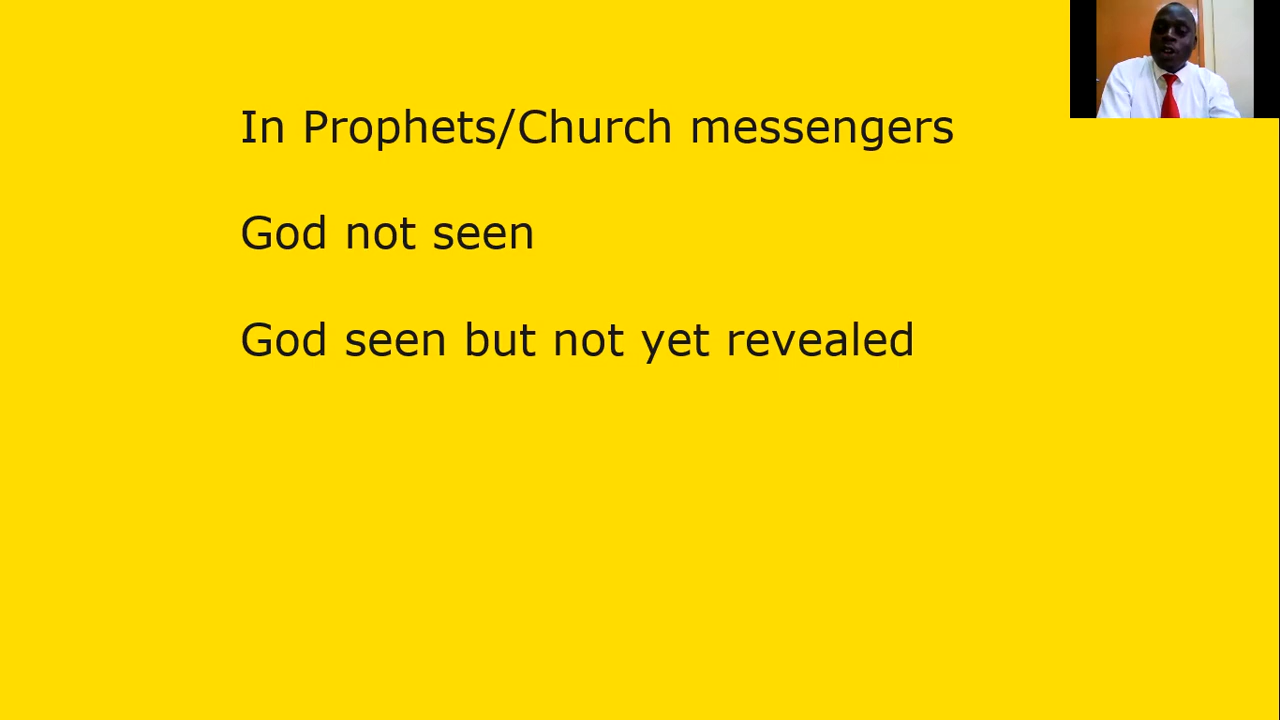 In Prophets/Church messengers
God not seen
God seen but not yet revealed